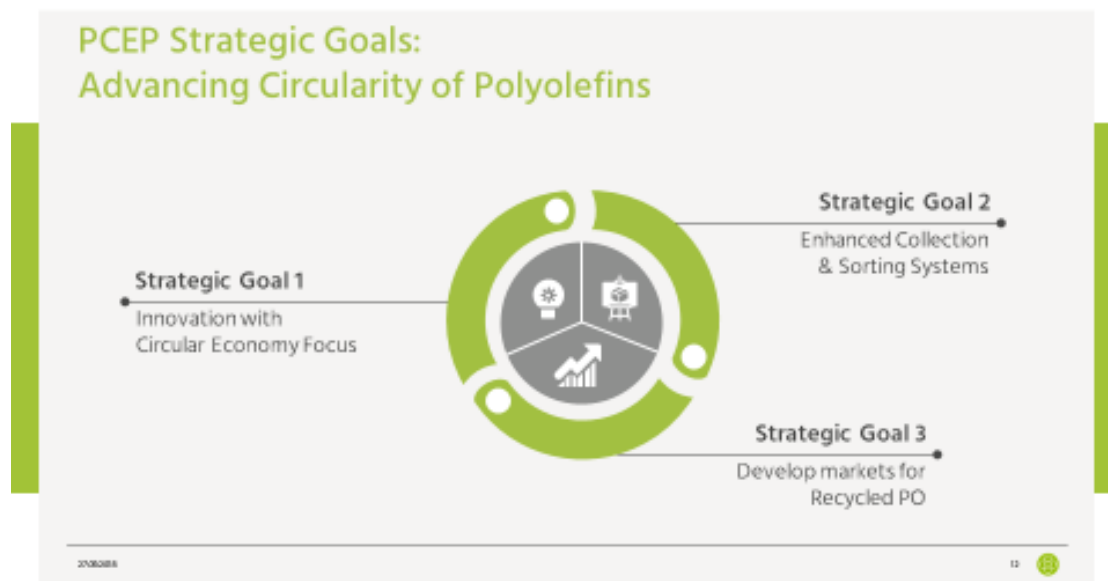 PCEP Strategic Goals:
Advancing Circularity of Polyolefins
Strategic Goal 1
Innovation with
Circular Economy Focus
Strategic Goal 2
Enhanced Collection
& Sorting Systems
Strategic Goal 3
Develop markets for
Recycled PO
12